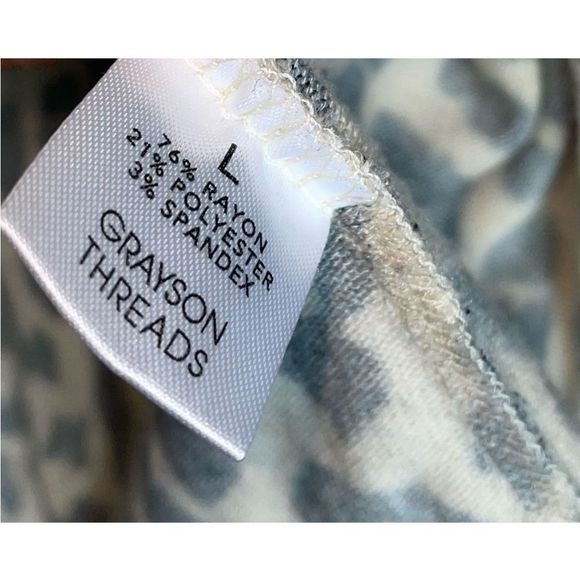 L
76% RAYON
21% POLYESTER
3% SPANDEX
GRAYSON
THREADS